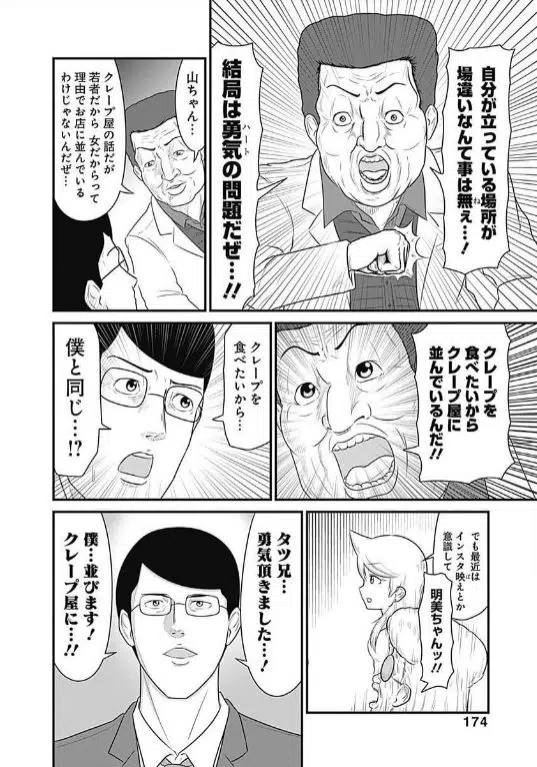 自分が立っている場所が
場違いなんて事は無ぇ…!
ね
結局は勇気の問題だぜ…!!
ハート
山ちゃん…
クレープ屋の話だが
若者だから 女だからって
理由でお店に並んでいる
わけじゃないんだぜ…
クレープを
食べたいから
クレープ屋に
並んでいるんだ!!
クレープを
食べたいから…
僕と同じ…!?
でも最近は
インスタ映えとか
ば
意識して
明美ちゃんッ!!
タツ兄…
勇気頂きました…!
僕…並びます!
クレープ屋に…!!
174